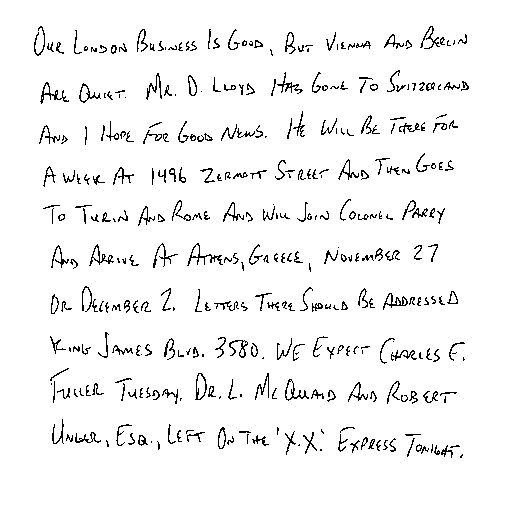 Our London Business Is Good, But Vienna And Berlin
Are Quiet. Mr. D. Lloyd Has Gone To Switzerland
And I Hope For Good News. He Will Be There For
A Week At 1496 Zermott Street And Then Goes
To Turin And Rome And Will Join Colonel Parry
And Arrive At Athens, Greece, November 27
Or December 2. Letters There Should Be Addressed
King James Blvd. 3580. We Expect Charles E.
Fuller Tuesday. Dr. L. McQuaid And Robert
Unger, Esq., Left On The 'X.X.' Express Tonight.